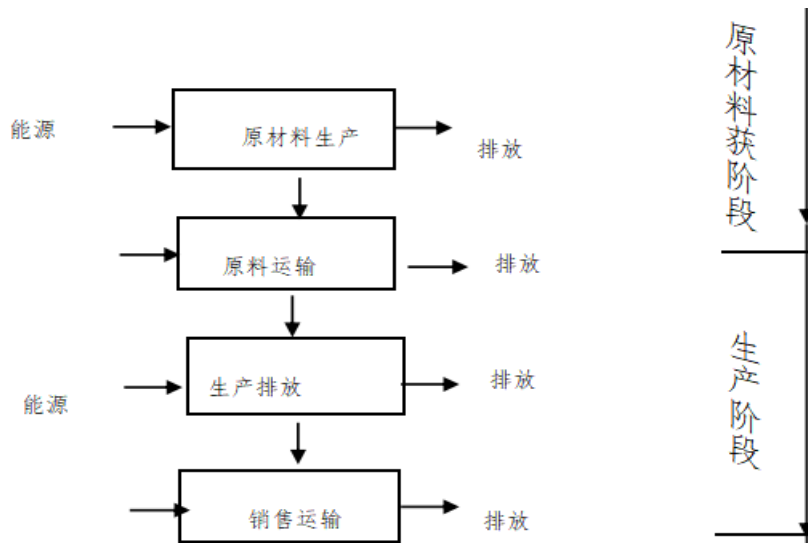 能源
原材料生产
排放
原料运输
排放
能源
生产排放
排放
销售运输
排放
原材料获阶段
生产阶段